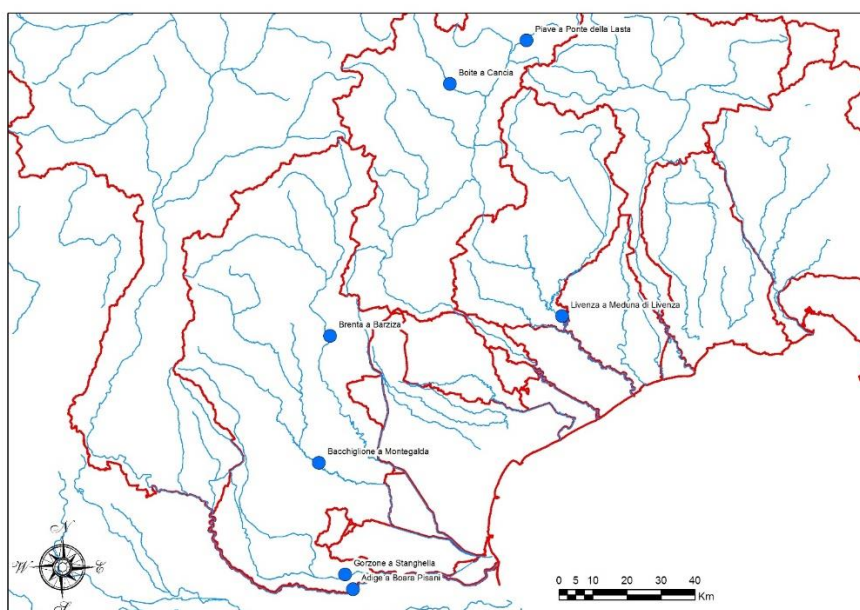 Piave a Ponte della Lasta
Boite a Cancia
Livenza a Meduna di Livenza
Brenta a Barziza
Bacchiglione a Montegalda
Gorzone a Stanghella
Adige a Boara Pisani
N
W E
S
0 5 10 20 30 40
Km